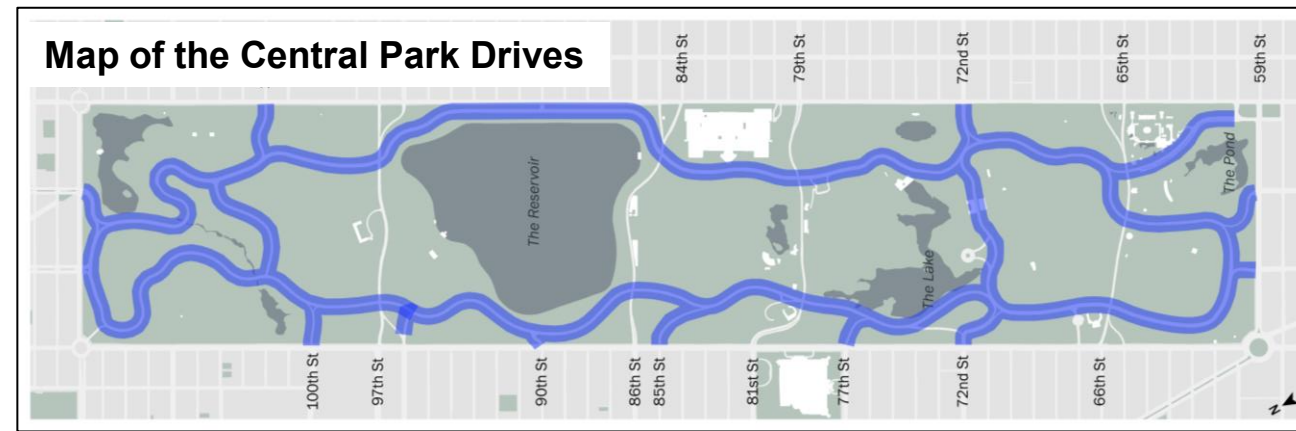 Map of the Central Park Drives
84th St
79th St
72nd St
65th St
59th St
The Reservoir
The Lake
The Pond
100th St
97th St
90th St
86th St
85th St
81st St
77th St
72nd St
66th St
N